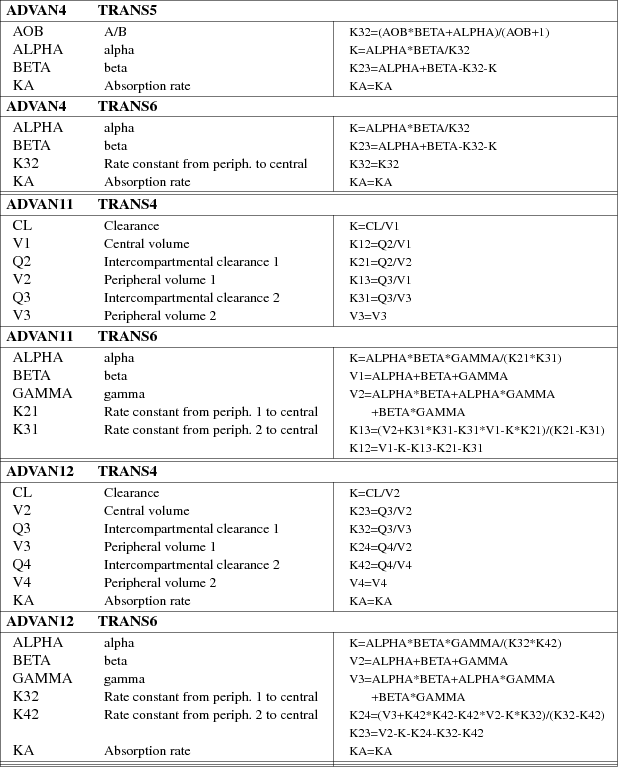 ADVAN4 TRANS5
AOB A/B K32=(AOB*BETA+ALPHA)/(AOB+1)
ALPHA alpha K=ALPHA*BETA/K32
BETA beta K23=ALPHA+BETA-K32-K
KA Absorption rate KA=KA
ADVAN4 TRANS6
ALPHA alpha K=ALPHA*BETA/K32
BETA beta K23=ALPHA+BETA-K32-K
K32 Rate constant from periph. to central K32=K32
KA Absorption rate KA=KA
ADVAN11 TRANS4
CL Clearance K=CL/V1
V1 Central volume K12=Q2/V1
Q2 Intercompartmental clearance 1 K21=Q2/V2
V2 Peripheral volume 1 K13=Q3/V1
Q3 Intercompartmental clearance 2 K31=Q3/V3
V3 Peripheral volume 2 V3=V3
ADVAN11 TRANS6
ALPHA alpha K=ALPHA*BETA*GAMMA/(K21*K31)
BETA beta V1=ALPHA+BETA+GAMMA
GAMMA gamma V2=ALPHA*BETA+ALPHA*GAMMA
K21 Rate constant from periph. 1 to central +BETA*GAMMA
K31 Rate constant from periph. 2 to central K13=(V2+K31*K31-K31*V1-K*K21)/(K21-K31)
K12=V1-K-K13-K21-K31
ADVAN12 TRANS4
CL Clearance K=CL/V2
V2 Central volume K23=Q3/V2
Q3 Intercompartmental clearance 1 K32=Q3/V3
V3 Peripheral volume 1 K24=Q4/V2
Q4 Intercompartmental clearance 2 K42=Q4/V4
V4 Peripheral volume 2 V4=V4
KA Absorption rate KA=KA
ADVAN12 TRANS6
ALPHA alpha K=ALPHA*BETA*GAMMA/(K32*K42)
BETA beta V2=ALPHA+BETA+GAMMA
GAMMA gamma V3=ALPHA*BETA+ALPHA*GAMMA
K32 Rate constant from periph. 1 to central +BETA*GAMMA
K42 Rate constant from periph. 2 to central K24=(V3+K42*K42-K42*V2-K*K32)/(K32-K42)
K23=V2-K-K24-K32-K42
KA Absorption rate KA=KA